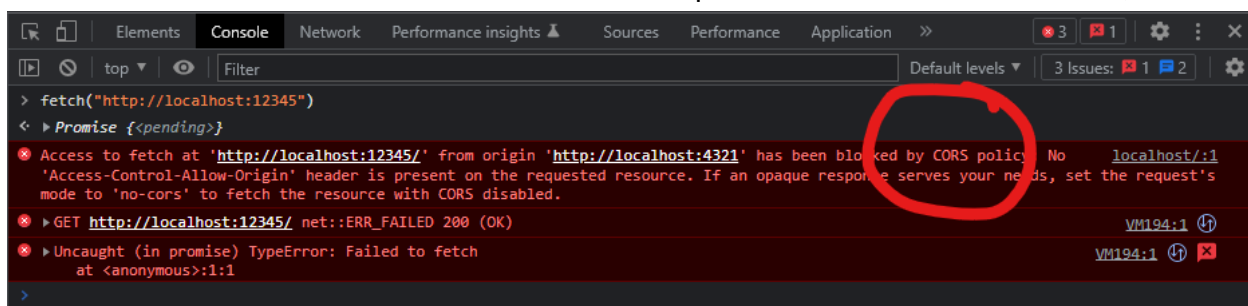 Elements Console Network Performance insights Sources Performance Application » 3 1
top ▼ Filter Default levels ▼ 3 Issues: 1 2
> fetch("http://localhost:12345")
Promise {<pending>}
Access to fetch at 'http://localhost:12345/' from origin 'http://localhost:4321' has been blocked by CORS policy: No localhost/:1
'Access-Control-Allow-Origin' header is present on the requested resource. If an opaque response serves your needs, set the request's
mode to 'no-cors' to fetch the resource with CORS disabled.
GET http://localhost:12345/ net::ERR_FAILED 200 (OK) VM194:1
Uncaught (in promise) TypeError: Failed to fetch VM194:1
at <anonymous>:1:1
>